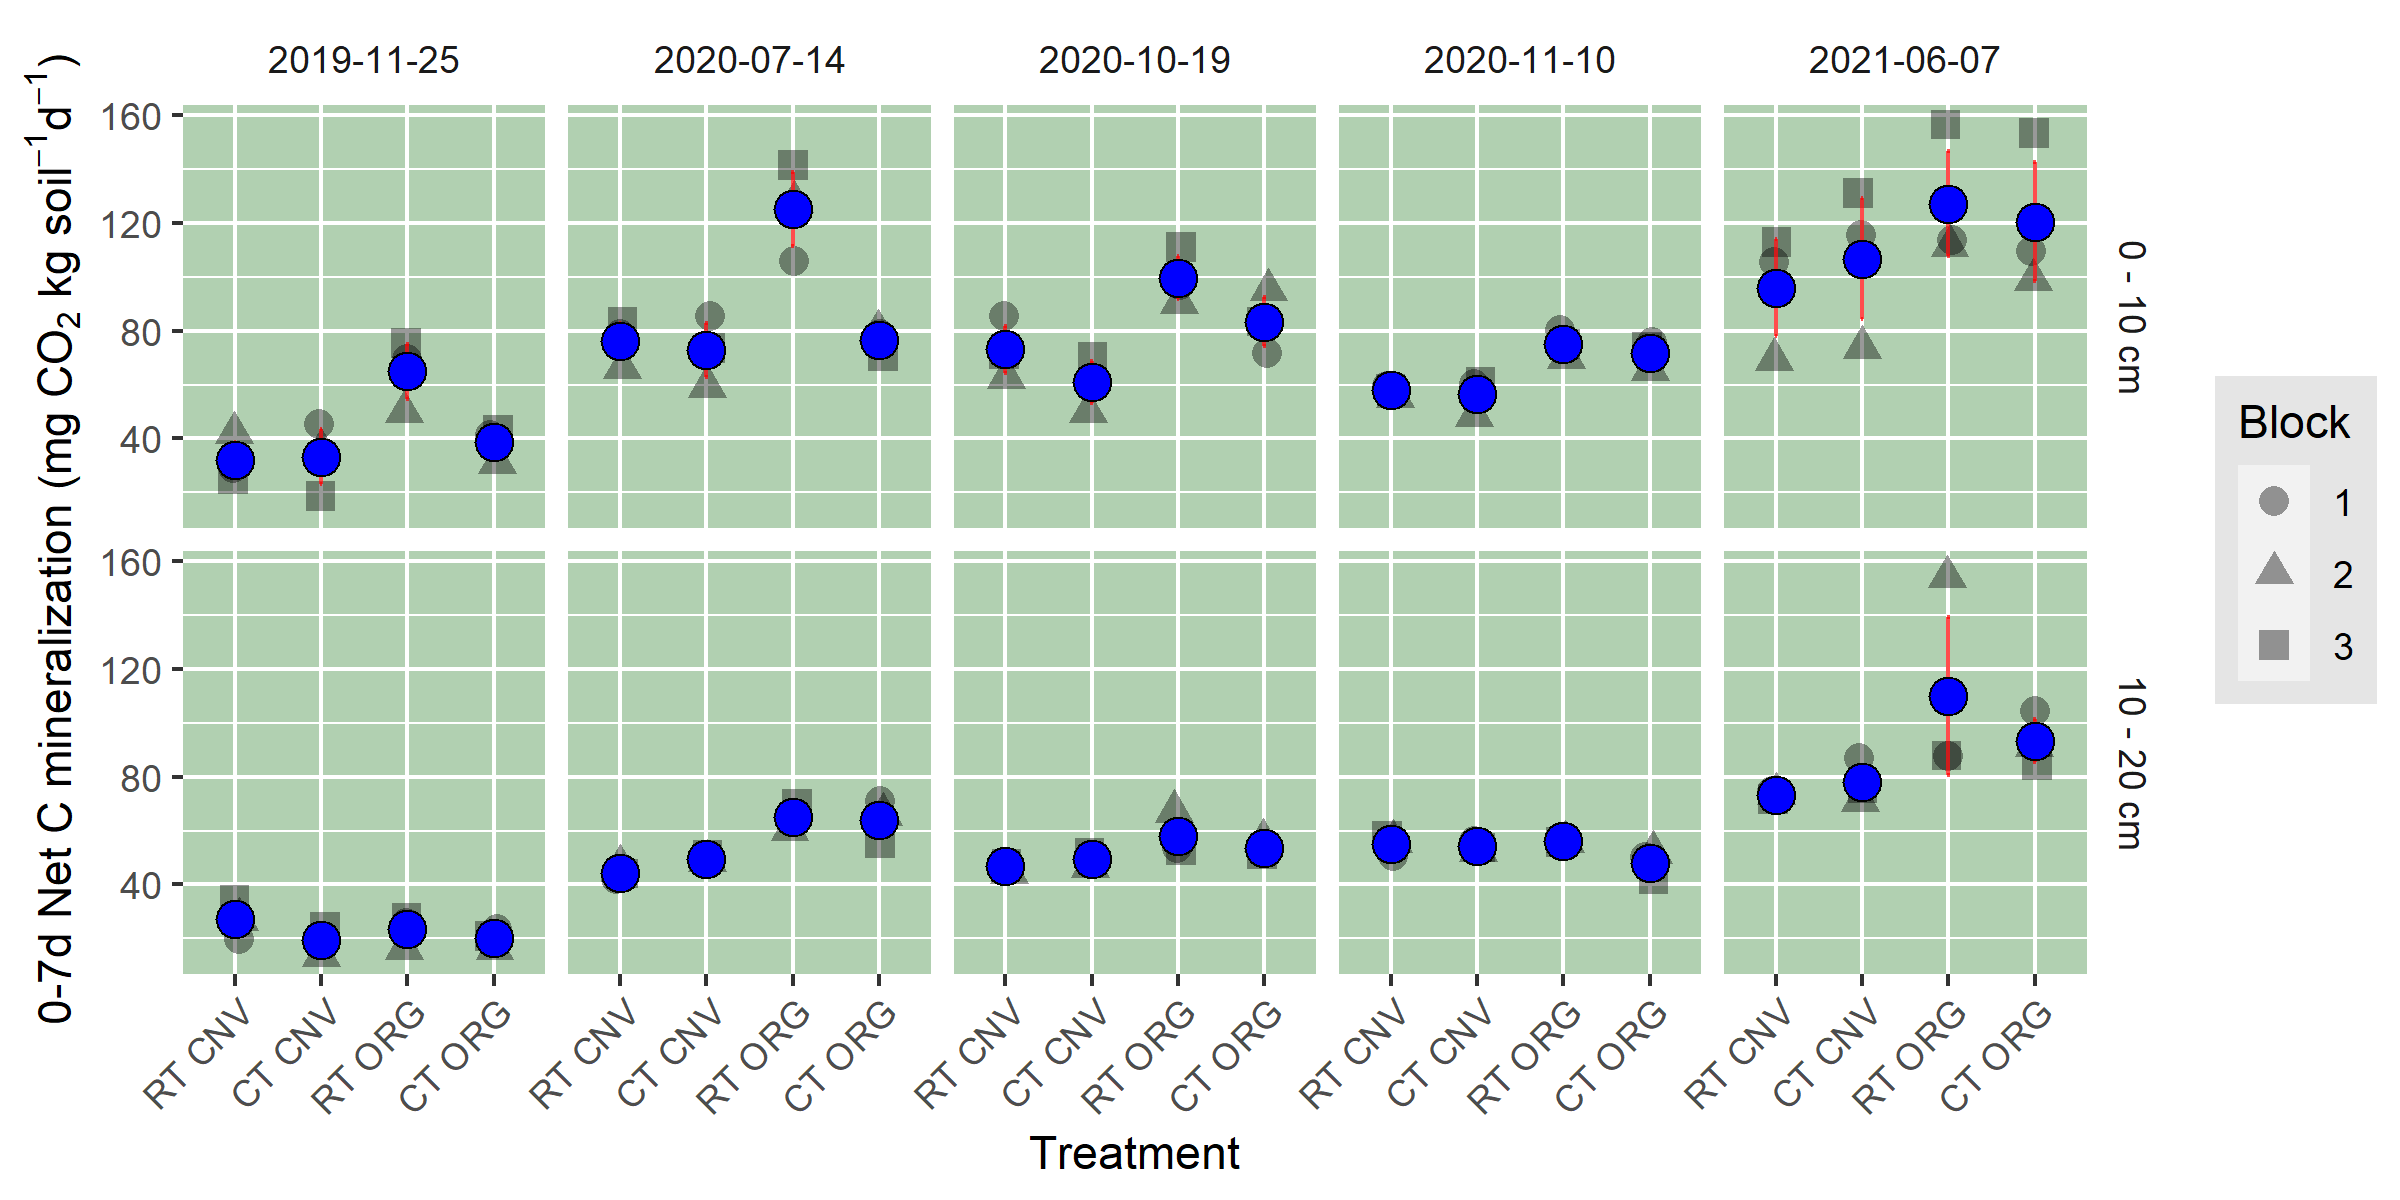 2019-11-25 2020-07-14 2020-10-19 2020-11-10 2021-06-07
0-7d Net C mineralization (mg CO₂ kg soil⁻¹d⁻¹)
160
120
80
40
0 - 10 cm
160
120
80
40
10 - 20 cm
RT CNV CT CNV RT ORG CT ORG RT CNV CT CNV RT ORG CT ORG RT CNV CT CNV RT ORG CT ORG RT CNV CT CNV RT ORG CT ORG RT CNV CT CNV RT ORG CT ORG
Treatment
Block
1
2
3